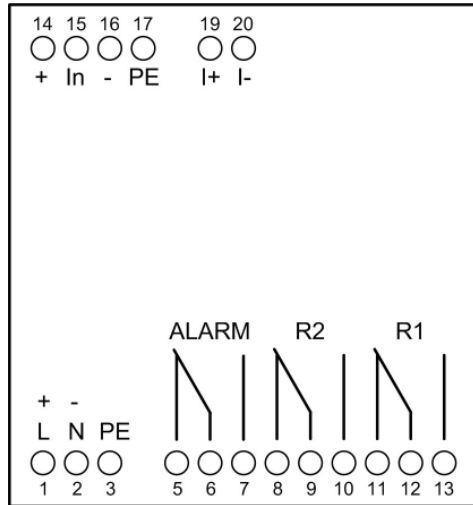 14 15 16 17 19 20
+ In - PE I+ I-
ALARM R2 R1
+ -
L N PE
1 2 3 5 6 7 8 9 10 11 12 13